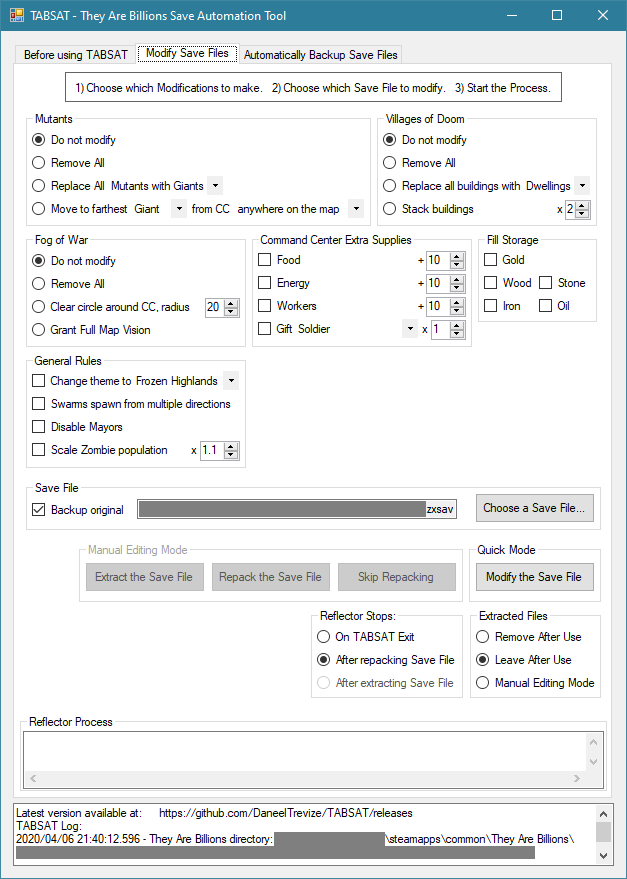 TABSAT - They Are Billions Save Automation Tool
Before using TABSAT Modify Save Files Automatically Backup Save Files
1) Choose which Modifications to make. 2) Choose which Save File to modify. 3) Start the Process.
Mutants
Do not modify
Remove All
Replace All Mutants with Giants
Move to farthest Giant from CC anywhere on the map
Villages of Doom
Do not modify
Remove All
Replace all buildings with Dwellings
Stack buildings x 2
Fog of War
Do not modify
Remove All
Clear circle around CC, radius 20
Grant Full Map Vision
Command Center Extra Supplies
Food + 10
Energy + 10
Workers + 10
Gift Soldier x 1
Fill Storage
Gold
Wood Stone
Iron Oil
General Rules
Change theme to Frozen Highlands
Swarms spawn from multiple directions
Disable Mayors
Scale Zombie population x 1.1
Save File
Backup original zxsav Choose a Save File...
Manual Editing Mode
Extract the Save File Repack the Save File Skip Repacking
Quick Mode
Modify the Save File
Reflector Stops:
On TABSAT Exit
After repacking Save File
After extracting Save File
Extracted Files
Remove After Use
Leave After Use
Manual Editing Mode
Reflector Process
Latest version available at: https://github.com/DaneelTrevize/TABSAT/releases
TABSAT Log:
2020/04/06 21:40:12.596 - They Are Billions directory: \steamapps\common\They Are Billions\